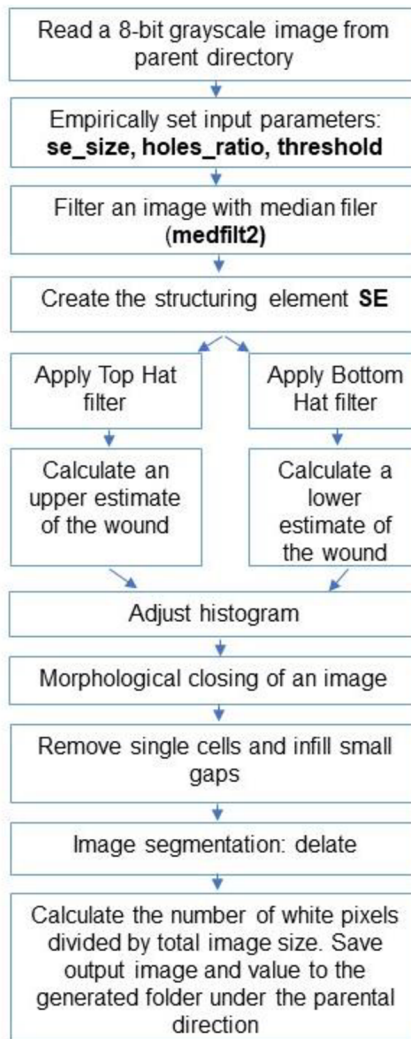 Read a 8-bit grayscale image from
parent directory
Empirically set input parameters:
se_size, holes_ratio, threshold
Filter an image with median filer
(medfilt2)
Create the structuring element SE
Apply Top Hat
filter
Apply Bottom
Hat filter
Calculate an
upper estimate
of the wound
Calculate a
lower
estimate of
the wound
Adjust histogram
Morphological closing of an image
Remove single cells and infill small
gaps
Image segmentation: delate
Calculate the number of white pixels
divided by total image size. Save
output image and value to the
generated folder under the parental
direction